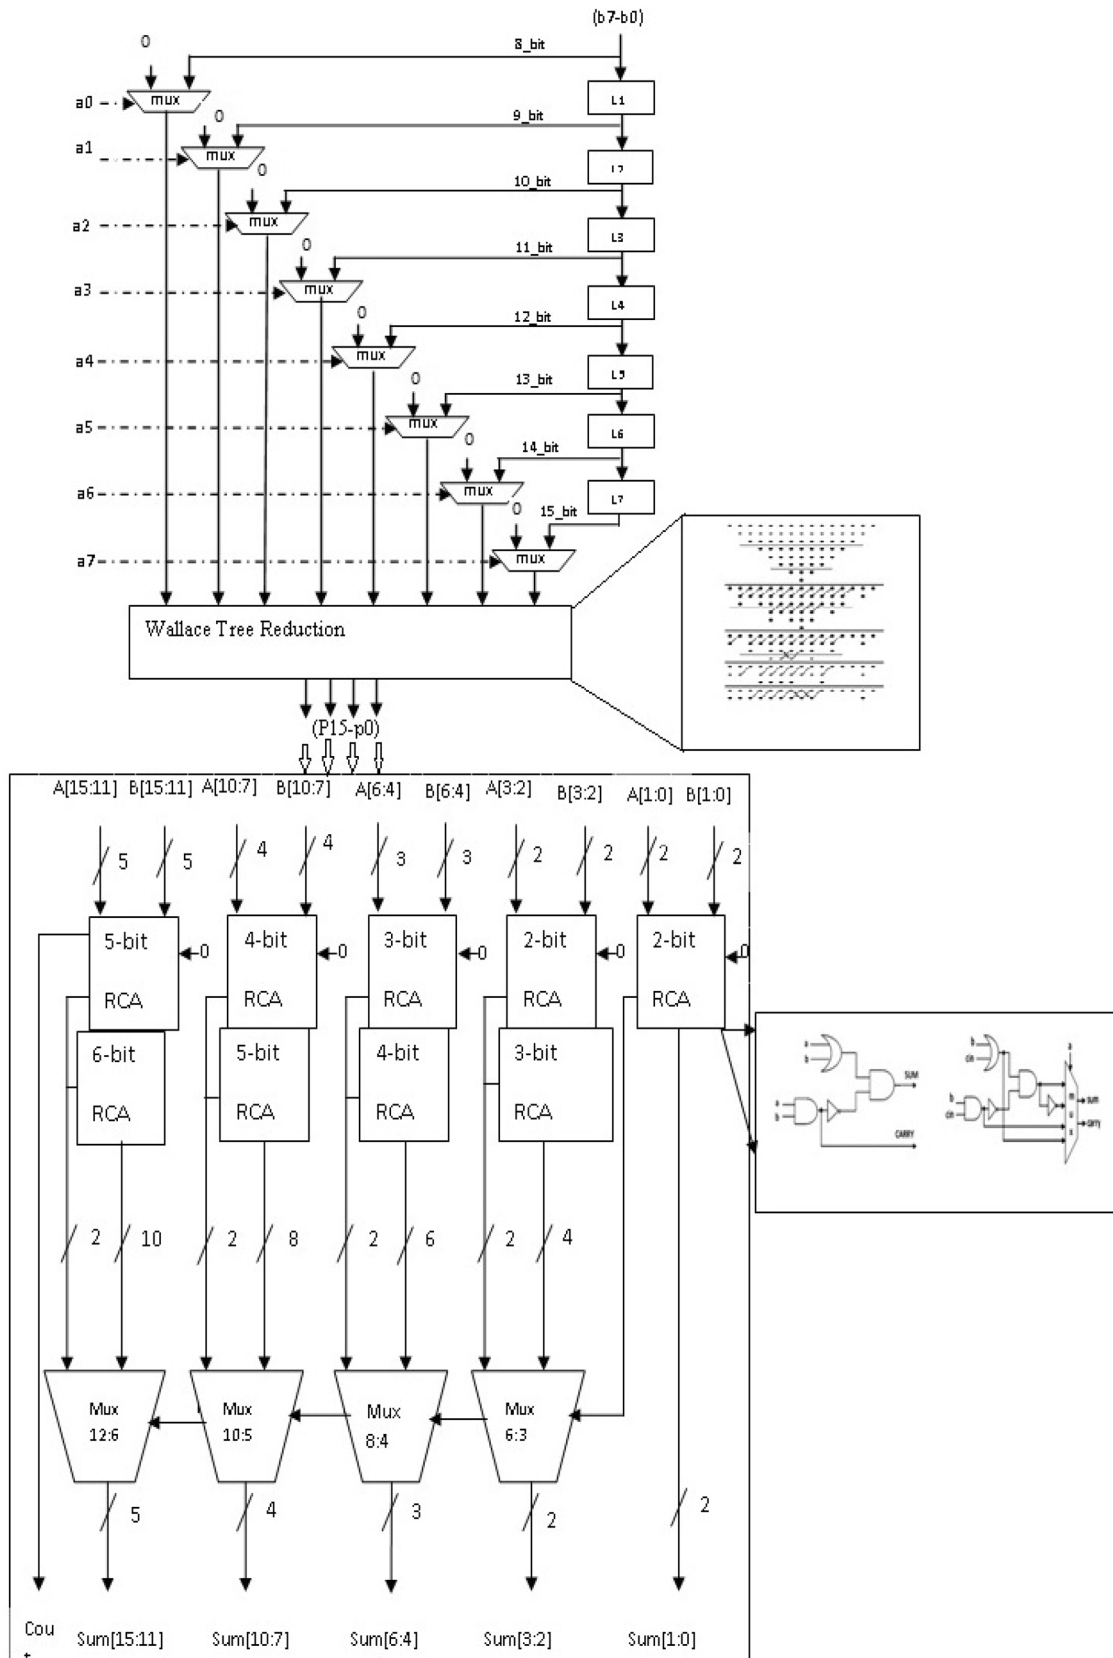 (b7-b0)
0
8_bit
a0
mux
L1
0
9_bit
a1
mux
L2
0
10_bit
a2
mux
L3
0
11_bit
a3
mux
L4
0
12_bit
a4
mux
L5
0
13_bit
a5
mux
L6
0
14_bit
a6
mux
L7
0
15_bit
a7
mux
Wallace Tree Reduction
(P15-p0)
A[15:11] B[15:11] A[10:7] B[10:7] A[6:4] B[6:4] A[3:2] B[3:2] A[1:0] B[1:0]
5 5 4 4 3 3 2 2 2 2
5-bit 4-bit 3-bit 2-bit 2-bit
0 0 0 0 0
RCA RCA RCA RCA RCA
6-bit 5-bit 4-bit 3-bit
RCA RCA RCA RCA
a
b
SUM
a
b
CARRY
b
cin
a
b
cin
m
u
x
sum
carry
2 10 2 8 2 6 2 4
Mux Mux Mux Mux
12:6 10:5 8:4 6:3
5 4 3 2 2
Cou
t
Sum[15:11] Sum[10:7] Sum[6:4] Sum[3:2] Sum[1:0]